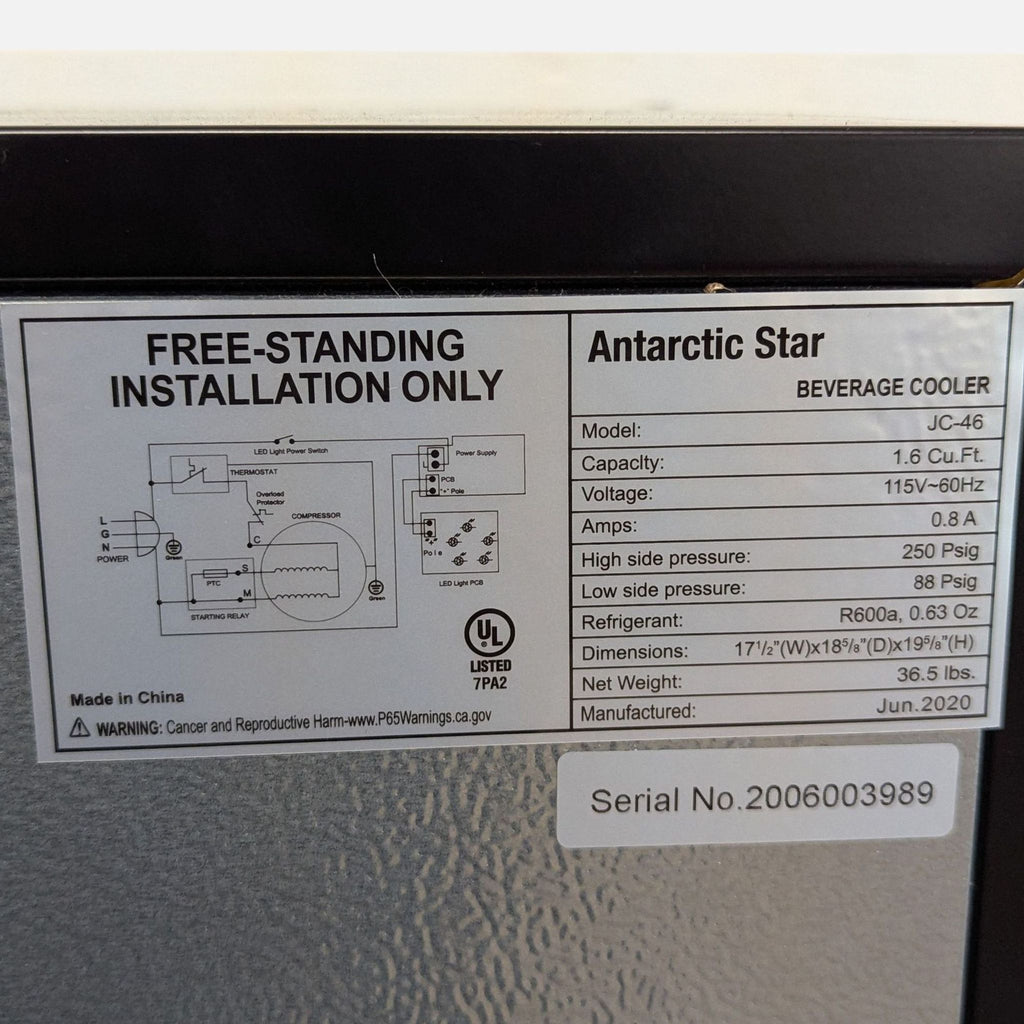 FREE-STANDING
INSTALLATION ONLY
LED Light Power Switch
Power Supply
L
THERMOSTAT
PCB
"+" Pole
Overload
Protector
COMPRESSOR
L
G
N
POWER
Green
C
Pole
S
PTC
M
Green
LED Light PCB
STARTING RELAY
UL
LISTED
7PA2
Made in China
WARNING: Cancer and Reproductive Harm-www.P65Warnings.ca.gov
Antarctic Star
BEVERAGE COOLER
Model: JC-46
Capacity: 1.6 Cu.Ft.
Voltage: 115V~60Hz
Amps: 0.8 A
High side pressure: 250 Psig
Low side pressure: 88 Psig
Refrigerant: R600a, 0.63 Oz
Dimensions: 17¹/₂"(W)x18⁵/₈"(D)x19⁵/₈"(H)
Net Weight: 36.5 lbs.
Manufactured: Jun.2020
Serial No.2006003989